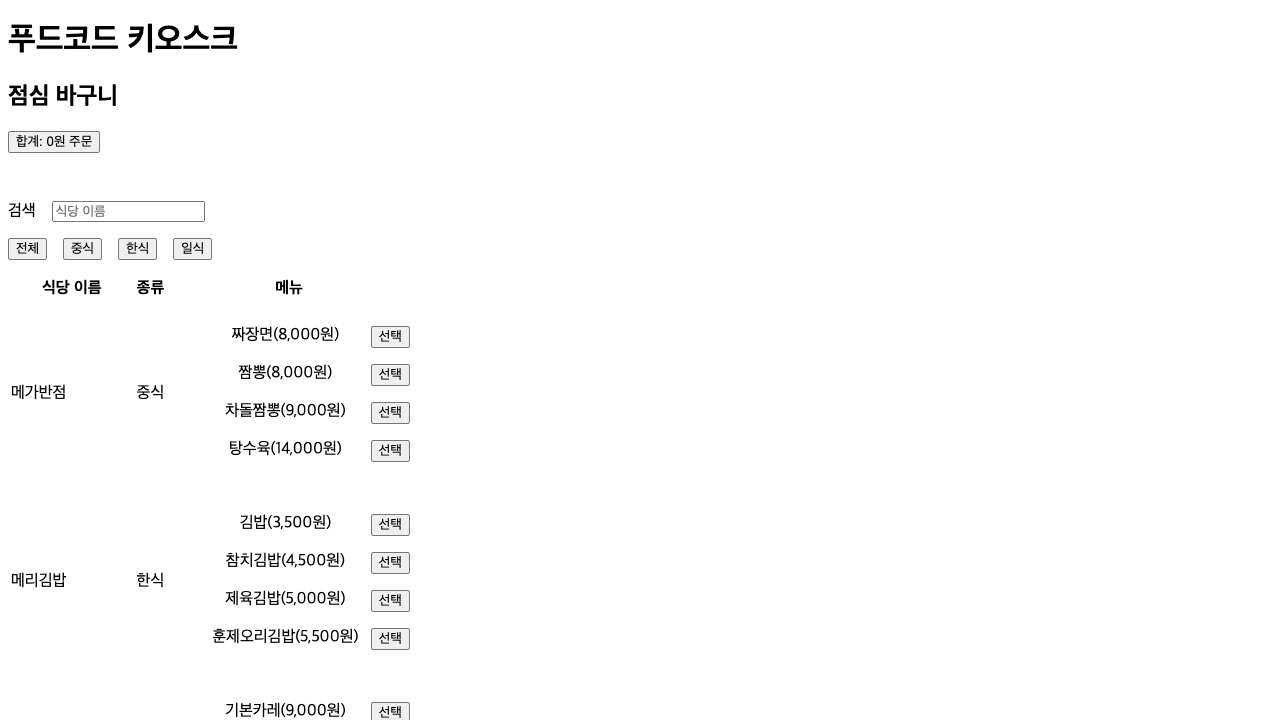 푸드코드 키오스크
점심 바구니
합계: 0원 주문
검색 식당 이름
전체 중식 한식 일식
식당 이름 종류 메뉴
짜장면(8,000원) 선택
짬뽕(8,000원) 선택
메가반점 중식
차돌짬뽕(9,000원) 선택
탕수육(14,000원) 선택
김밥(3,500원) 선택
참치김밥(4,500원) 선택
메리김밥 한식
제육김밥(5,000원) 선택
훈제오리김밥(5,500원) 선택
기본카레(9,000원) 선택